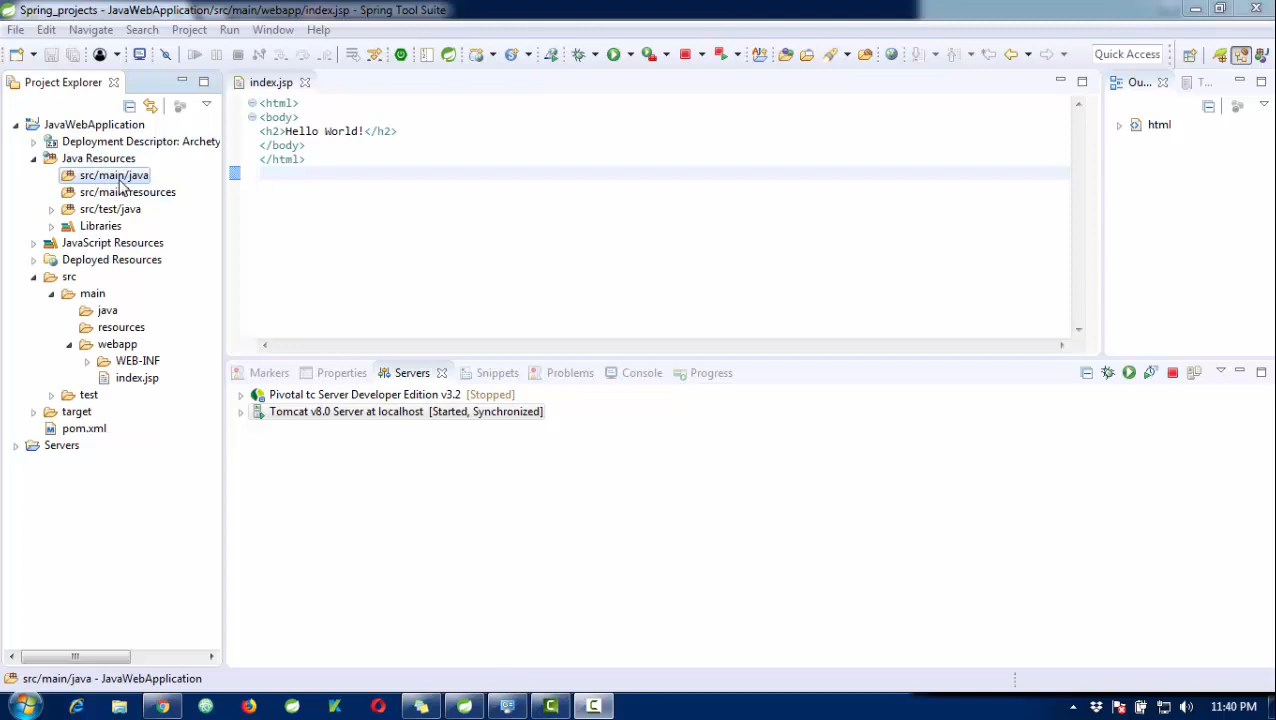 Spring_projects - JavaWebApplication/src/main/webapp/index.jsp - Spring Tool Suite
File Edit Navigate Search Project Run Window Help
Quick Access
Project Explorer
index.jsp
Ou...
T...
JavaWebApplication
Deployment Descriptor: Archety
Java Resources
src/main/java
src/main/resources
src/test/java
Libraries
JavaScript Resources
Deployed Resources
src
main
java
resources
webapp
WEB-INF
index.jsp
test
target
pom.xml
Servers
<html>
<body>
<h2>Hello World!</h2>
</body>
</html>
html
Markers Properties Servers Snippets Problems Console Progress
Pivotal tc Server Developer Edition v3.2 [Stopped]
Tomcat v8.0 Server at localhost [Started, Synchronized]
src/main/java - JavaWebApplication
11:40 PM